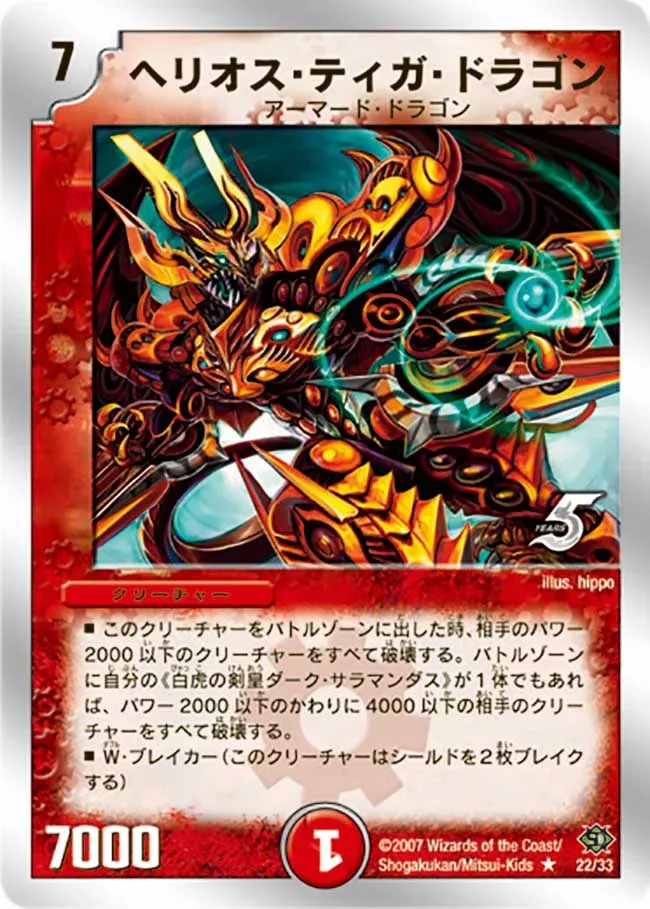 7
ヘリオス・ティガ・ドラゴン
アーマード・ドラゴン
YEARS 5
illus. hippo
クリーチャー
■ このクリーチャーをバトルゾーンに出した時、相手のパワー
2000 以下のクリーチャーをすべて破壊する。バトルゾーン
に自分の《白虎の剣皇ダーク・サラマンダス》が1体でもあれ
ば、パワー 2000 以下のかわりに 4000 以下の相手のクリー
チャーをすべて破壊する。
■ W・ブレイカー(このクリーチャーはシールドを2枚ブレイク
する)
7000
1
©2007 Wizards of the Coast/
Shogakukan/Mitsui-Kids ★ 22/33